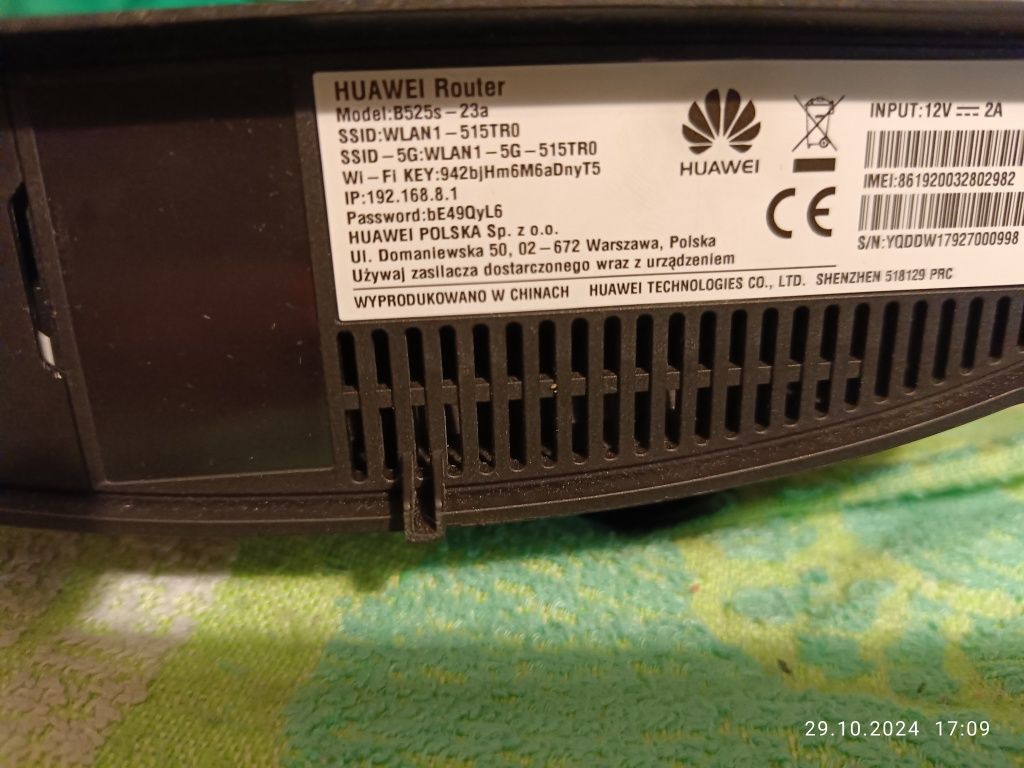 HUAWEI Router
Model:B525s-23a
SSID:WLAN1-515TR0
SSID-5G:WLAN1-5G-515TR0
Wi-Fi KEY:942bjHm6M6aDnyT5
IP:192.168.8.1
Password:bE49QyL6
HUAWEI POLSKA Sp. z o.o.
Ul. Domaniewska 50, 02-672 Warszawa, Polska
Używaj zasilacza dostarczonego wraz z urządzeniem
WYPRODUKOWANO W CHINACH HUAWEI TECHNOLOGIES CO., LTD. SHENZHEN 518129 PRC
HUAWEI
CE
INPUT:12V ⎓ 2A
IMEI:861920032802982
S/N:YQDDW17927000998
29.10.2024 17:09